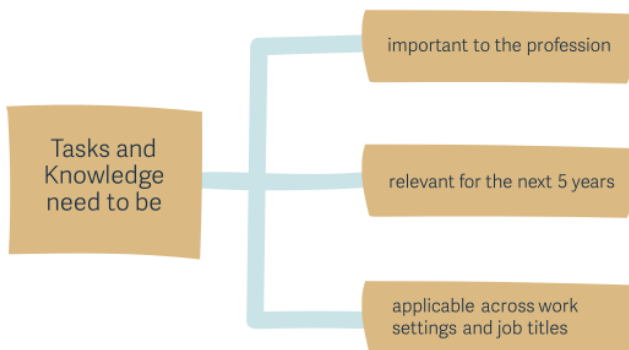 Tasks and
Knowledge
need to be
important to the profession
relevant for the next 5 years
applicable across work
settings and job titles